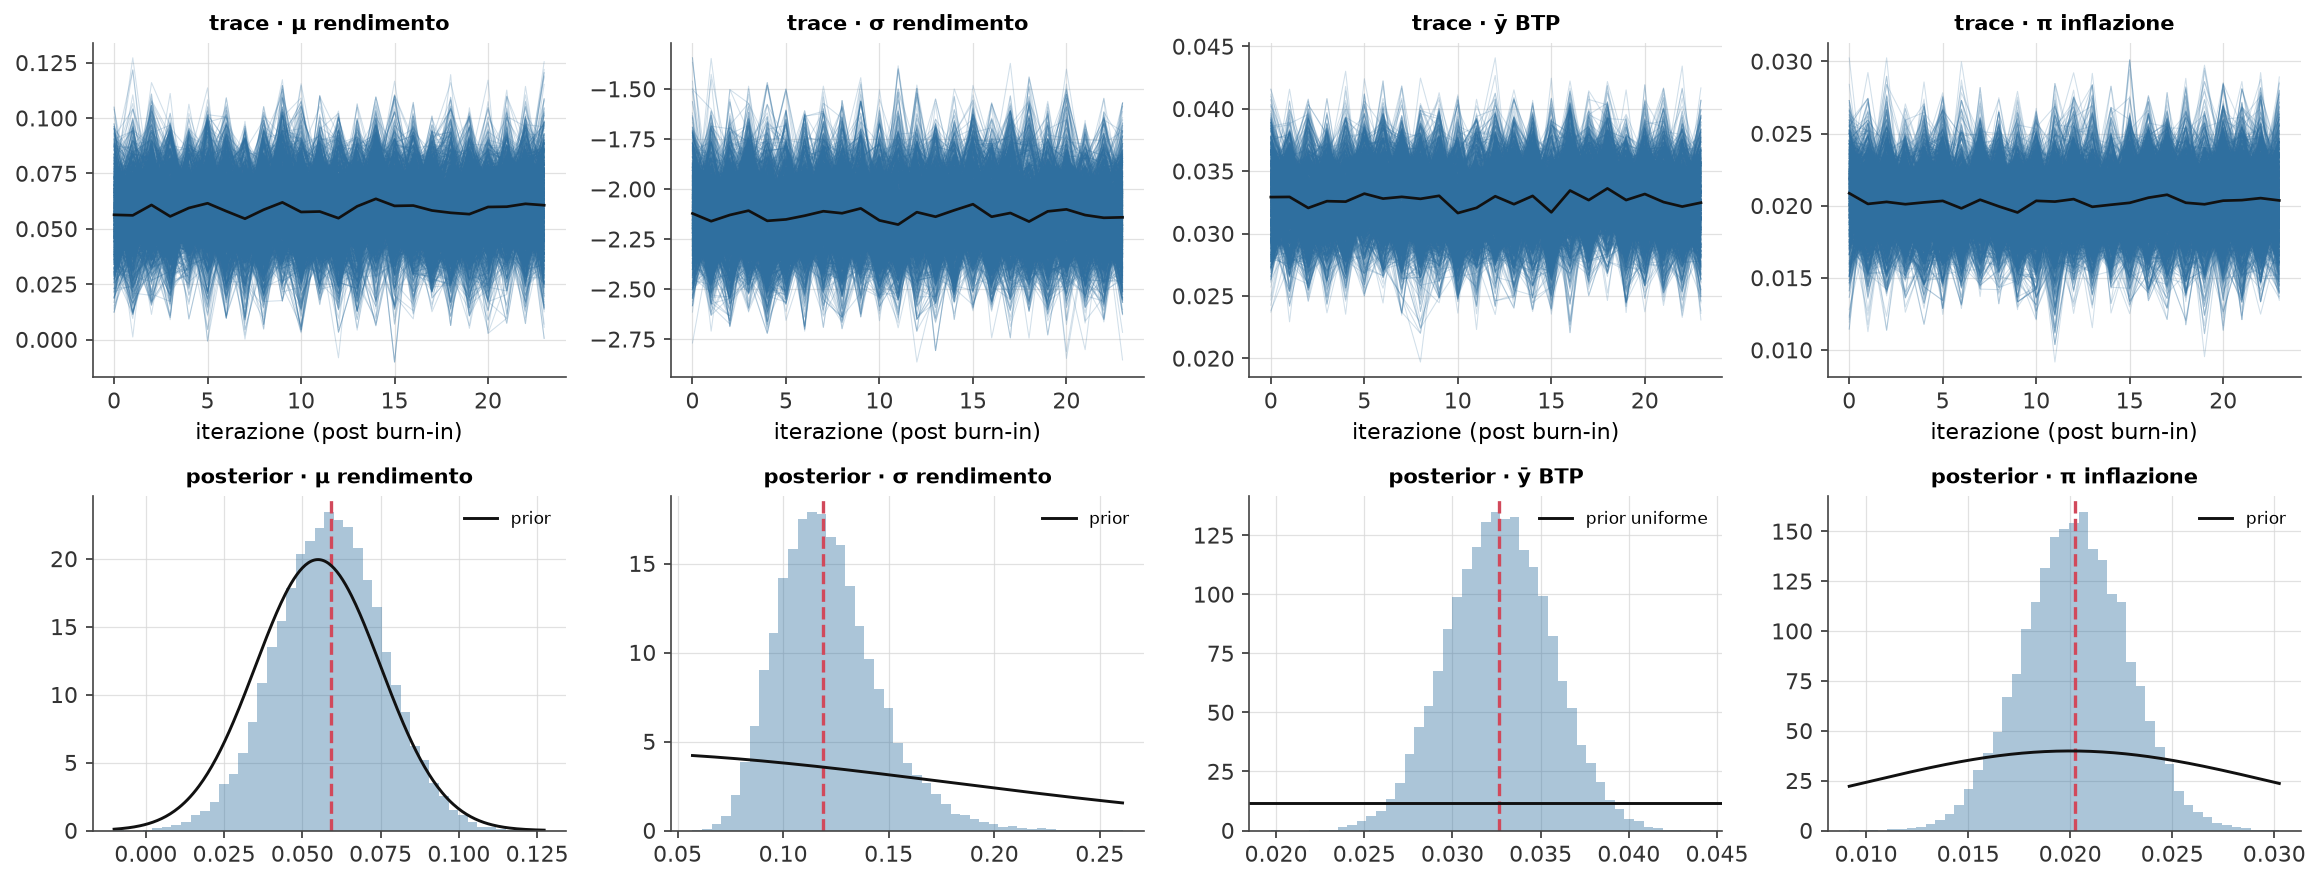 trace · μ rendimento
0.125
0.100
0.075
0.050
0.025
0.000
0 5 10 15 20
iterazione (post burn-in)
trace · σ rendimento
−1.50
−1.75
−2.00
−2.25
−2.50
−2.75
0 5 10 15 20
iterazione (post burn-in)
trace · ȳ BTP
0.045
0.040
0.035
0.030
0.025
0.020
0 5 10 15 20
iterazione (post burn-in)
trace · π inflazione
0.030
0.025
0.020
0.015
0.010
0 5 10 15 20
iterazione (post burn-in)
posterior · μ rendimento
prior
20
15
10
5
0
0.000 0.025 0.050 0.075 0.100 0.125
posterior · σ rendimento
prior
15
10
5
0
0.05 0.10 0.15 0.20 0.25
posterior · ȳ BTP
prior uniforme
125
100
75
50
25
0
0.020 0.025 0.030 0.035 0.040 0.045
posterior · π inflazione
prior
150
125
100
75
50
25
0
0.010 0.015 0.020 0.025 0.030